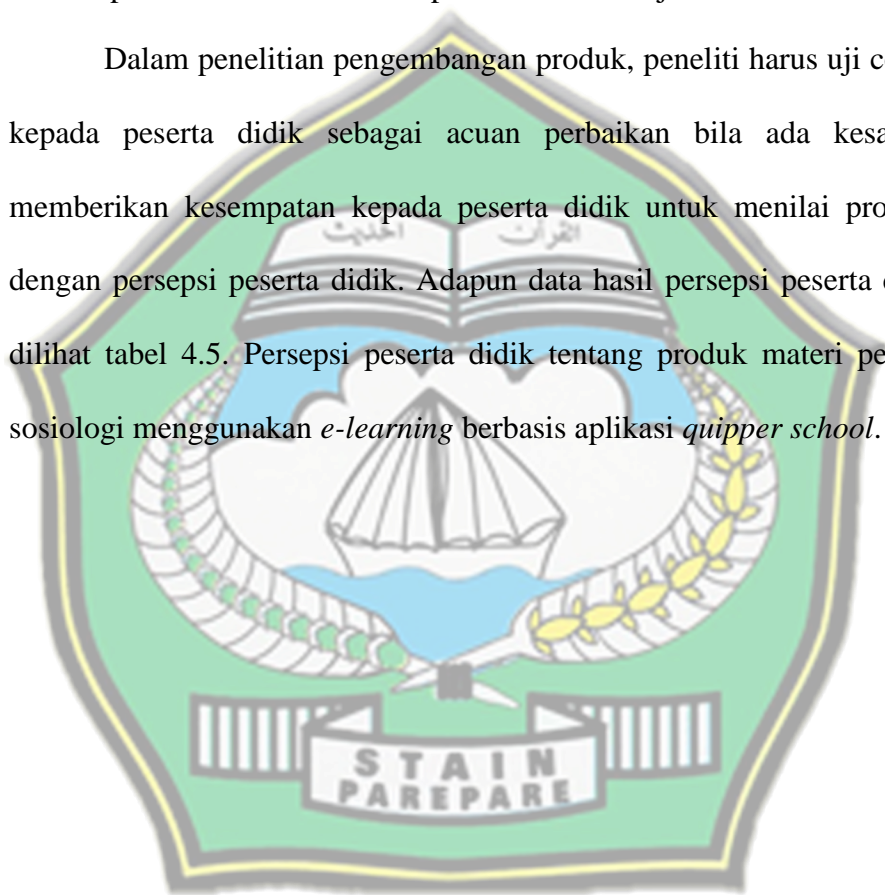 Dalam penelitian pengembangan produk, peneliti harus uji c
kepada peserta didik sebagai acuan perbaikan bila ada kesa
memberikan kesempatan kepada peserta didik untuk menilai pro
احديث القرآن
dengan persepsi peserta didik. Adapun data hasil persepsi peserta
dilihat tabel 4.5. Persepsi peserta didik tentang produk materi pe
sosiologi menggunakan e-learning berbasis aplikasi quipper school.
STAIN
PAREPARE